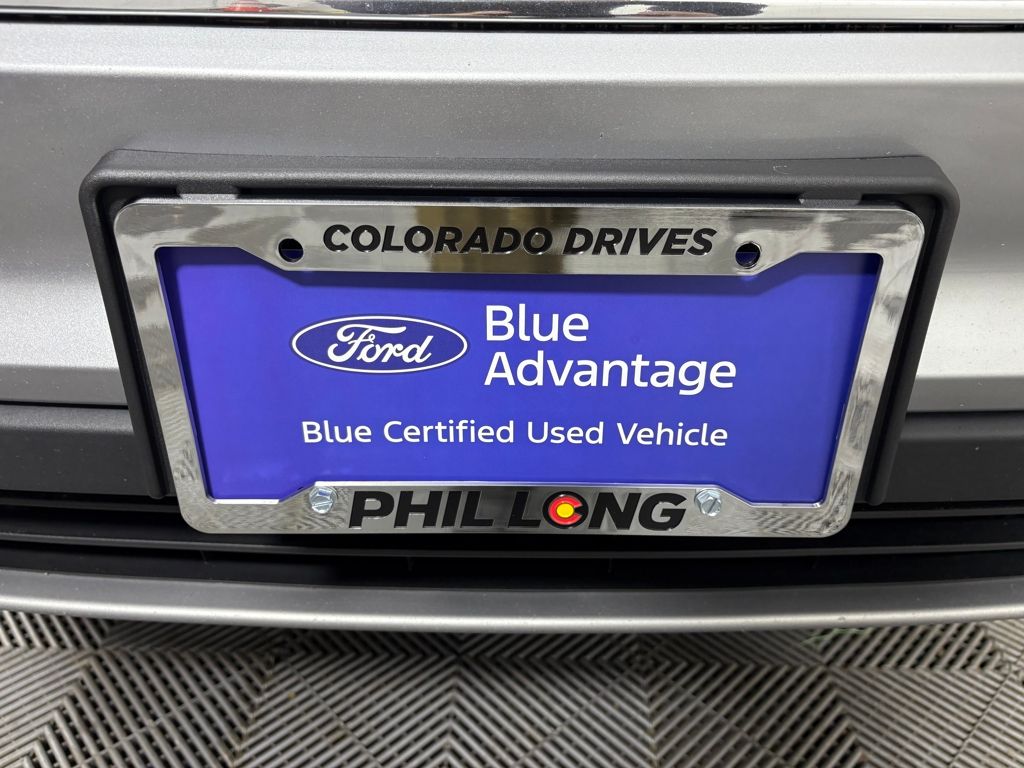 COLORADO DRIVES
Ford
Blue
Advantage
Blue Certified Used Vehicle
PHIL LONG